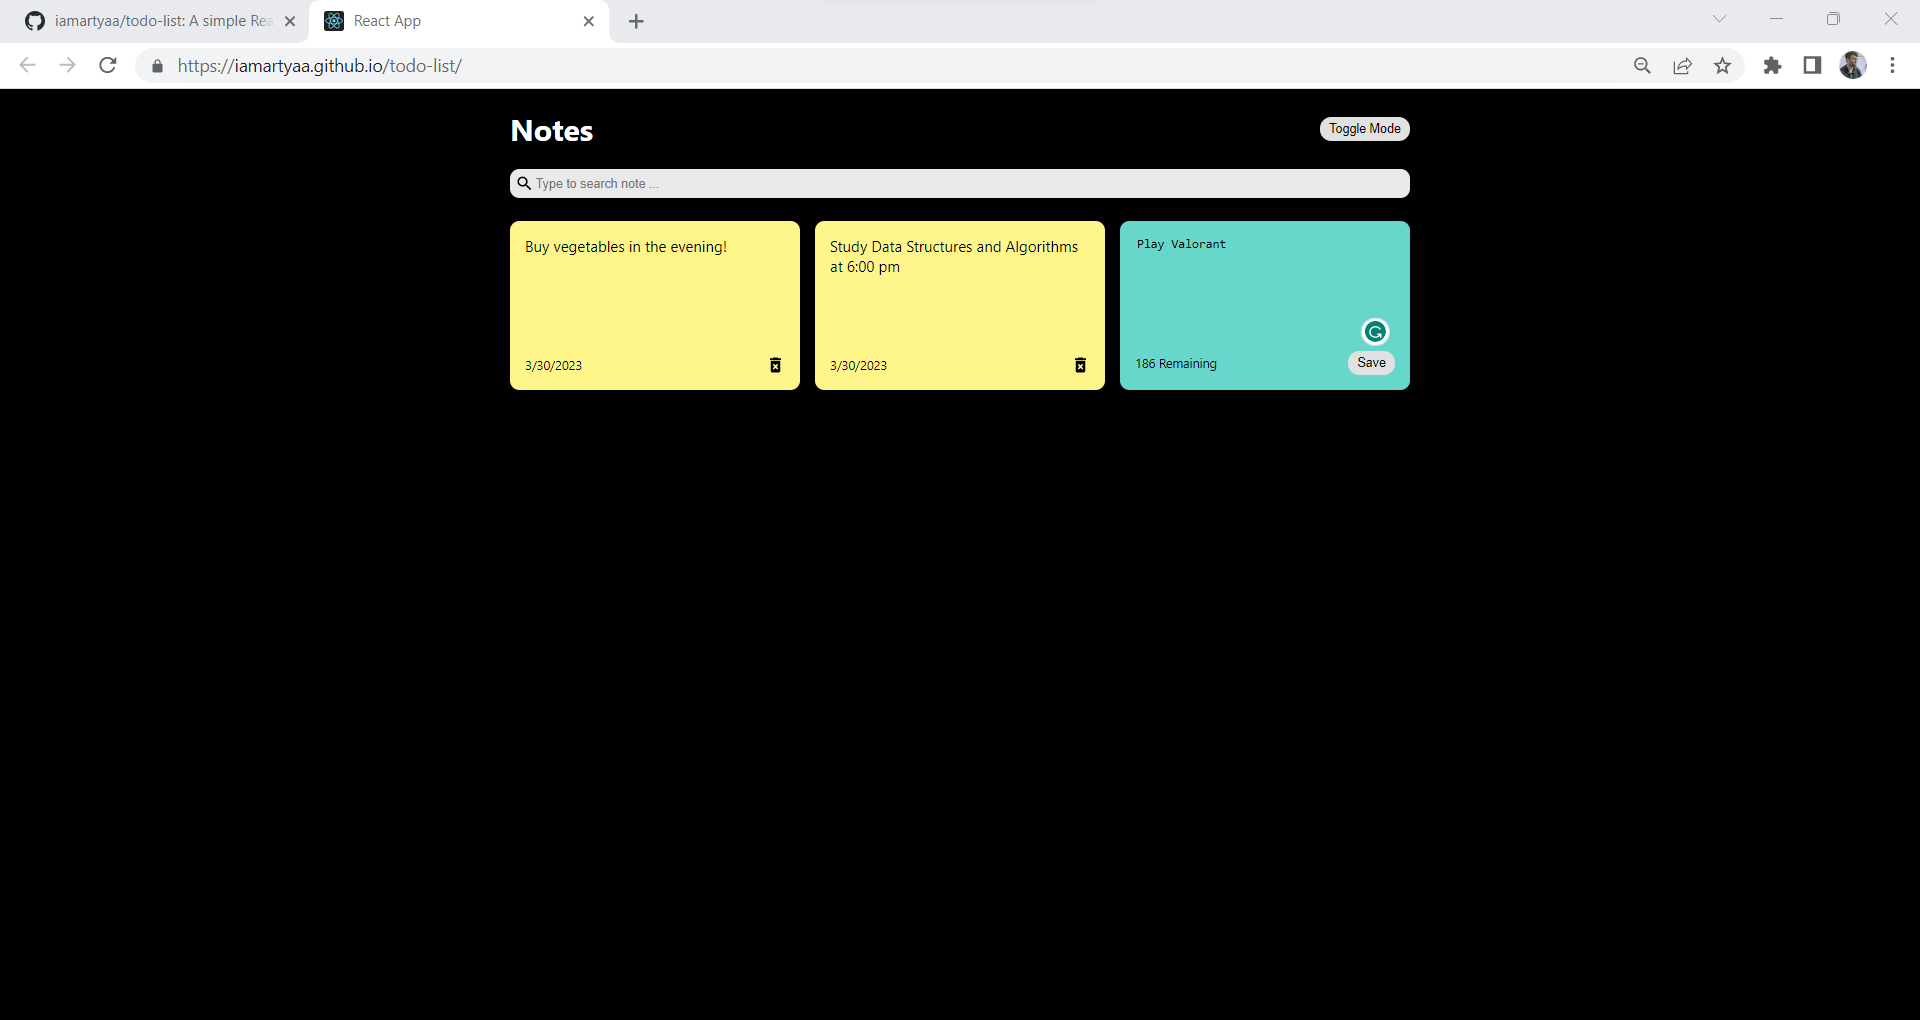 iamartyaa/todo-list: A simple Rea
React App
https://iamartyaa.github.io/todo-list/
Notes
Toggle Mode
Type to search note ...
Buy vegetables in the evening!
3/30/2023
Study Data Structures and Algorithms
at 6:00 pm
3/30/2023
Play Valorant
186 Remaining
Save